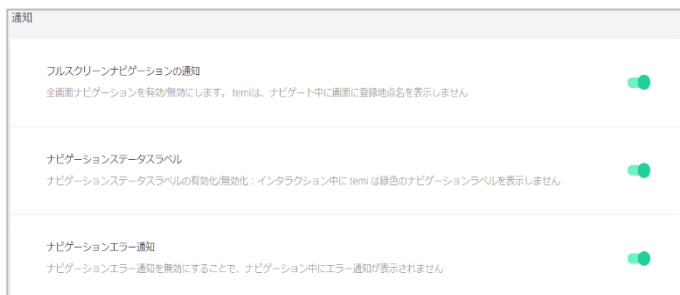 通知
フルスクリーンナビゲーションの通知
全画面ナビゲーションを有効/無効にします。 temiは、ナビゲート中に画面に登録地点名を表示しません
ナビゲーションステータスラベル
ナビゲーションステータスラベルの有効化/無効化：インタラクション中に temi は緑色のナビゲーションラベルを表示しません
ナビゲーションエラー通知
ナビゲーションエラー通知を無効にすることで、ナビゲーション中にエラー通知が表示されません